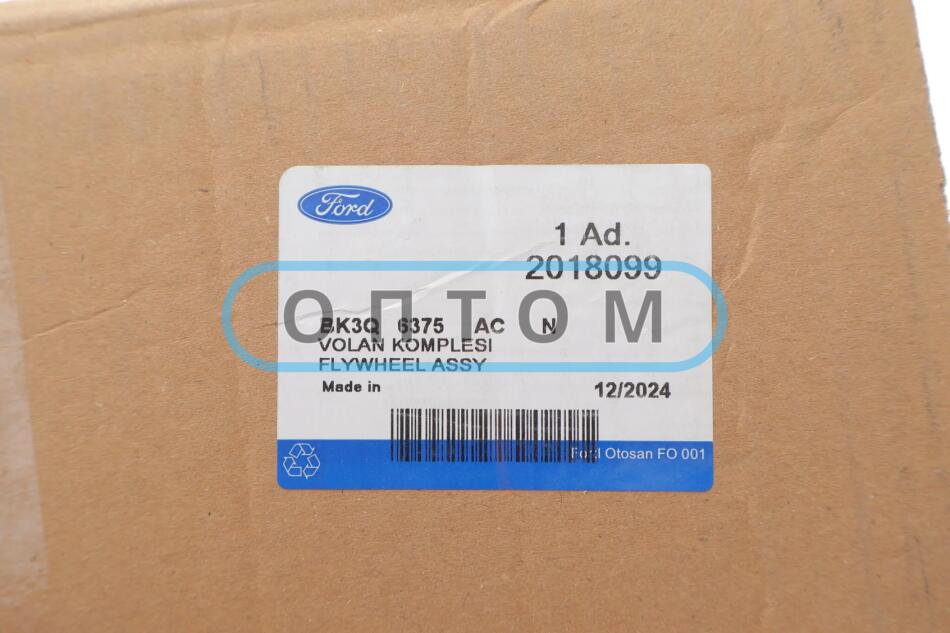 Ford
1 Ad.
2018099
ОПТОМ
BK3Q 6375 AC N
VOLAN KOMPLESI
FLYWHEEL ASSY
Made in
12/2024
Ford Otosan FO 001